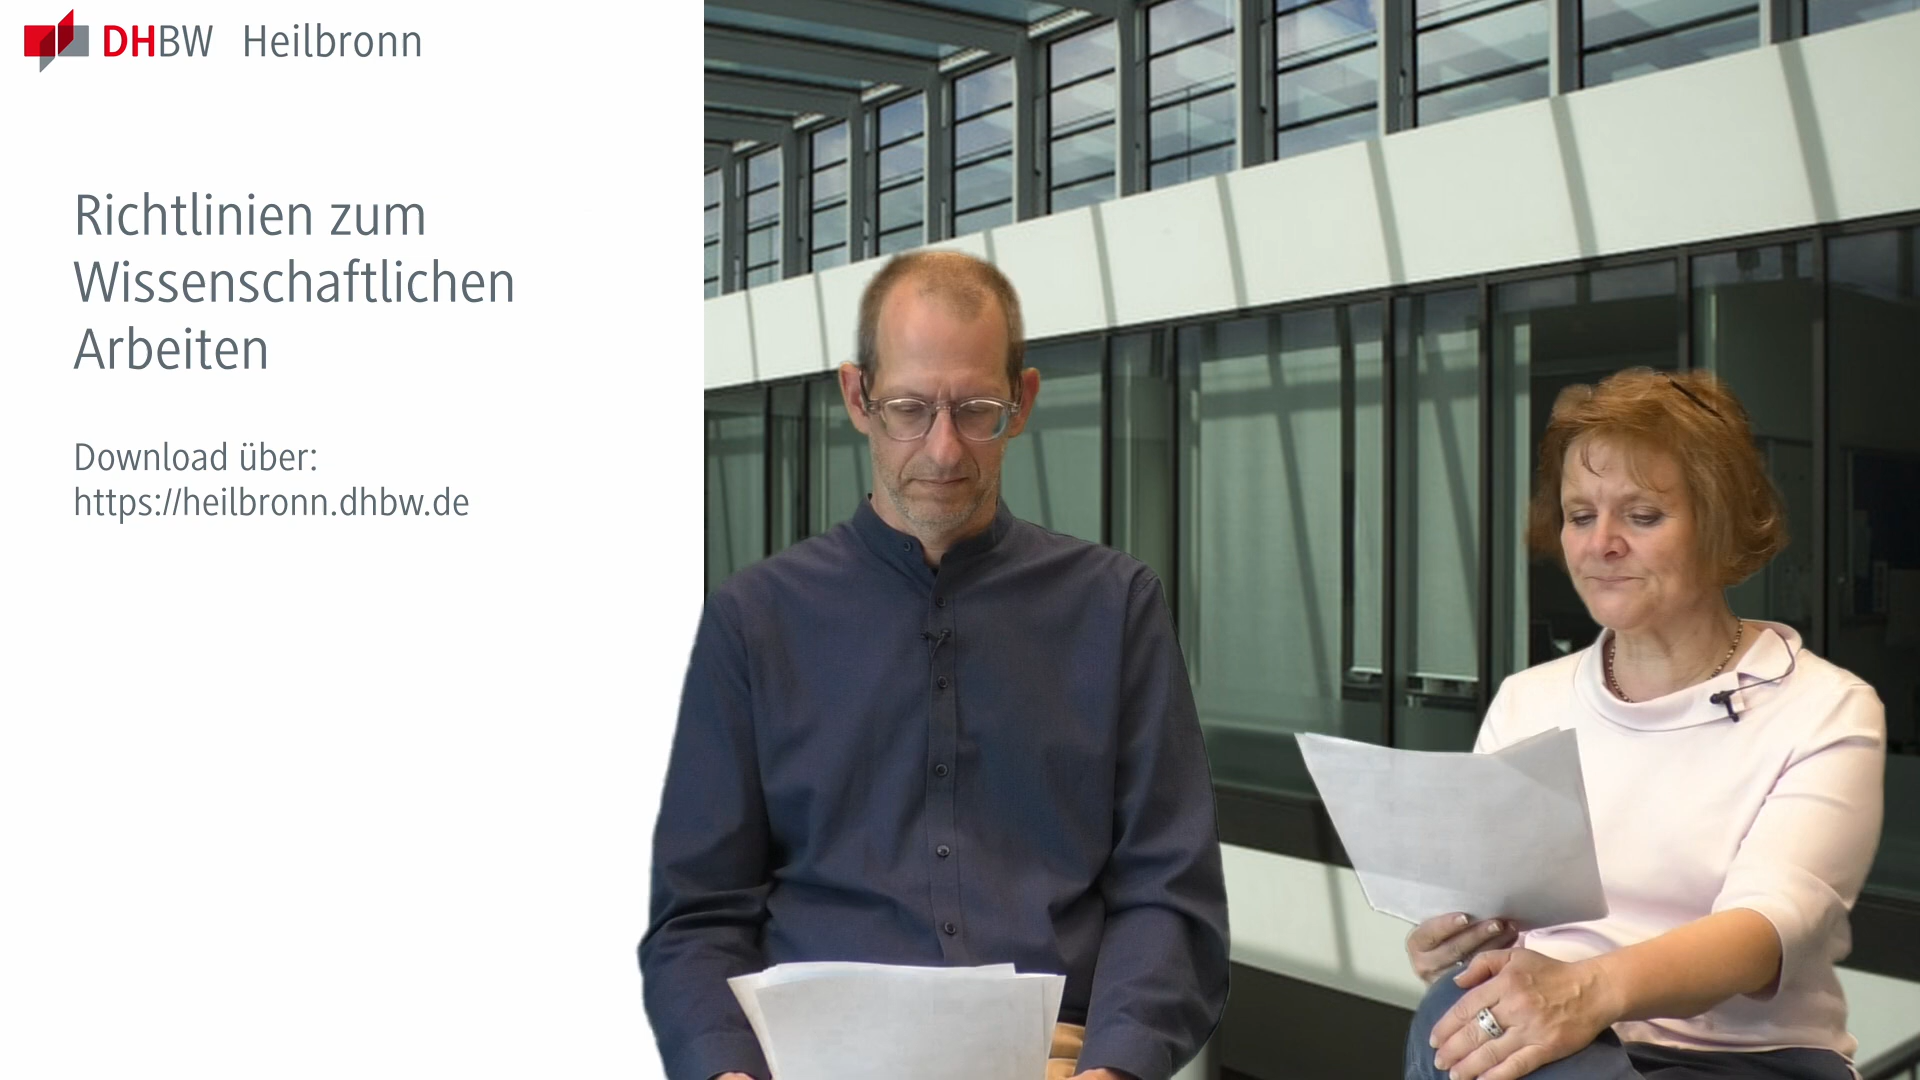 DHBW Heilbronn
Richtlinien zum
Wissenschaftlichen
Arbeiten
Download über:
https://heilbronn.dhbw.de